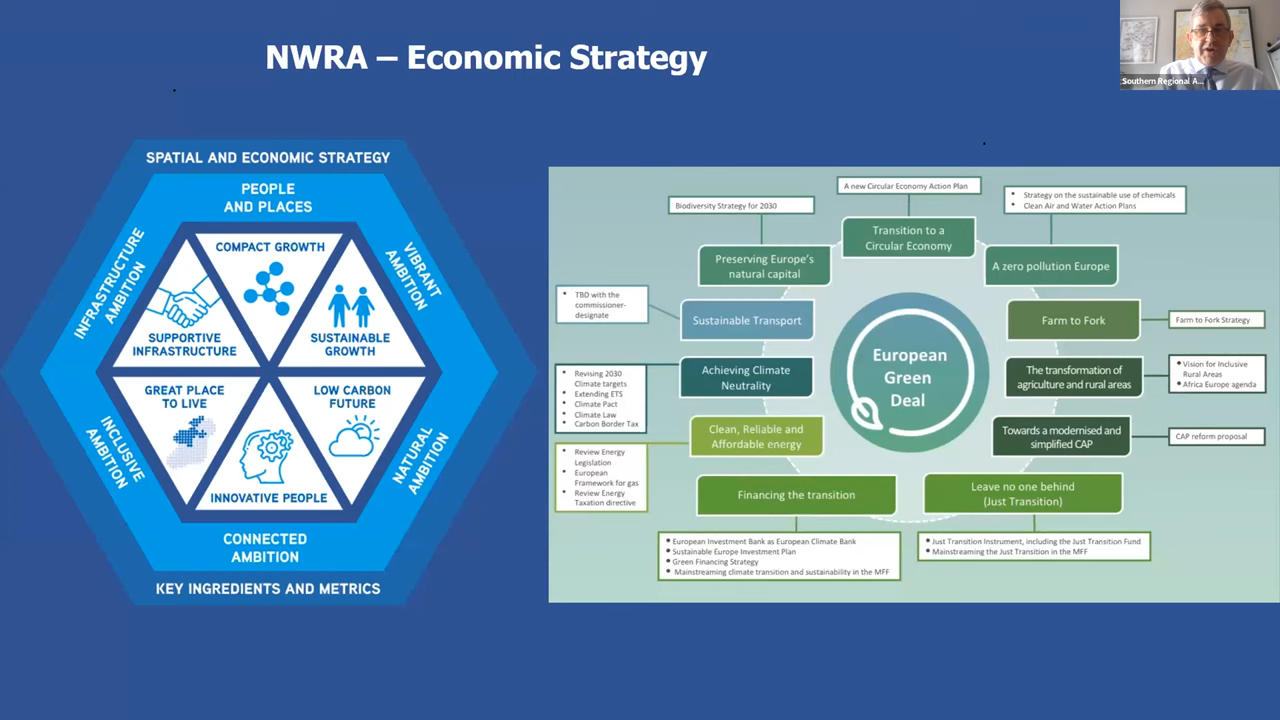 NWRA – Economic Strategy
Southern Regional A...
SPATIAL AND ECONOMIC STRATEGY
PEOPLE
AND PLACES
INFRASTRUCTURE
AMBITION
VIBRANT
AMBITION
COMPACT GROWTH
SUPPORTIVE
INFRASTRUCTURE
SUSTAINABLE
GROWTH
GREAT PLACE
TO LIVE
LOW CARBON
FUTURE
INNOVATIVE PEOPLE
INCLUSIVE
AMBITION
NATURAL
AMBITION
CONNECTED
AMBITION
KEY INGREDIENTS AND METRICS
A new Circular Economy Action Plan
Biodiversity Strategy for 2030
• Strategy on the sustainable use of chemicals
• Clean Air and Water Action Plans
Transition to a
Circular Economy
Preserving Europe's
natural capital
A zero pollution Europe
• TBD with the
commissioner-
designate
Sustainable Transport
Farm to Fork
Farm to Fork Strategy
European
Green
Deal
• Revising 2030
Climate targets
• Extending ETS
• Climate Pact
• Climate Law
• Carbon Border Tax
Achieving Climate
Neutrality
The transformation of
agriculture and rural areas
• Vision for Inclusive
Rural Areas
• Africa Europe agenda
Clean, Reliable and
Affordable energy
Towards a modernised and
simplified CAP
CAP reform proposal
• Review Energy
Legislation
• European
Framework for gas
• Review Energy
Taxation directive
Financing the transition
Leave no one behind
(Just Transition)
• European Investment Bank as European Climate Bank
• Sustainable Europe Investment Plan
• Green Financing Strategy
• Mainstreaming climate transition and sustainability in the MFF
• Just Transition Instrument, including the Just Transition Fund
• Mainstreaming the Just Transition in the MFF